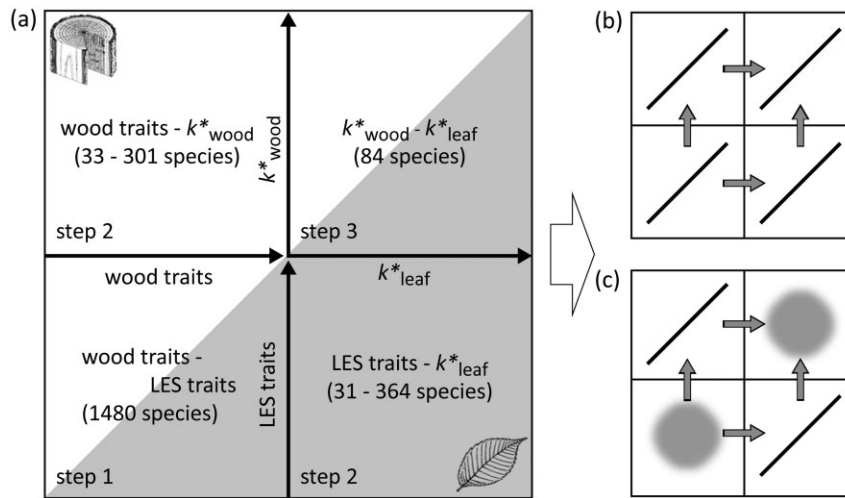 (a)
wood traits - k*wood
(33 - 301 species)
step 2
k*wood
k*wood - k*leaf
(84 species)
step 3
wood traits
k*leaf
wood traits -
LES traits
(1480 species)
step 1
LES traits
LES traits - k*leaf
(31 - 364 species)
step 2
(b)
(c)